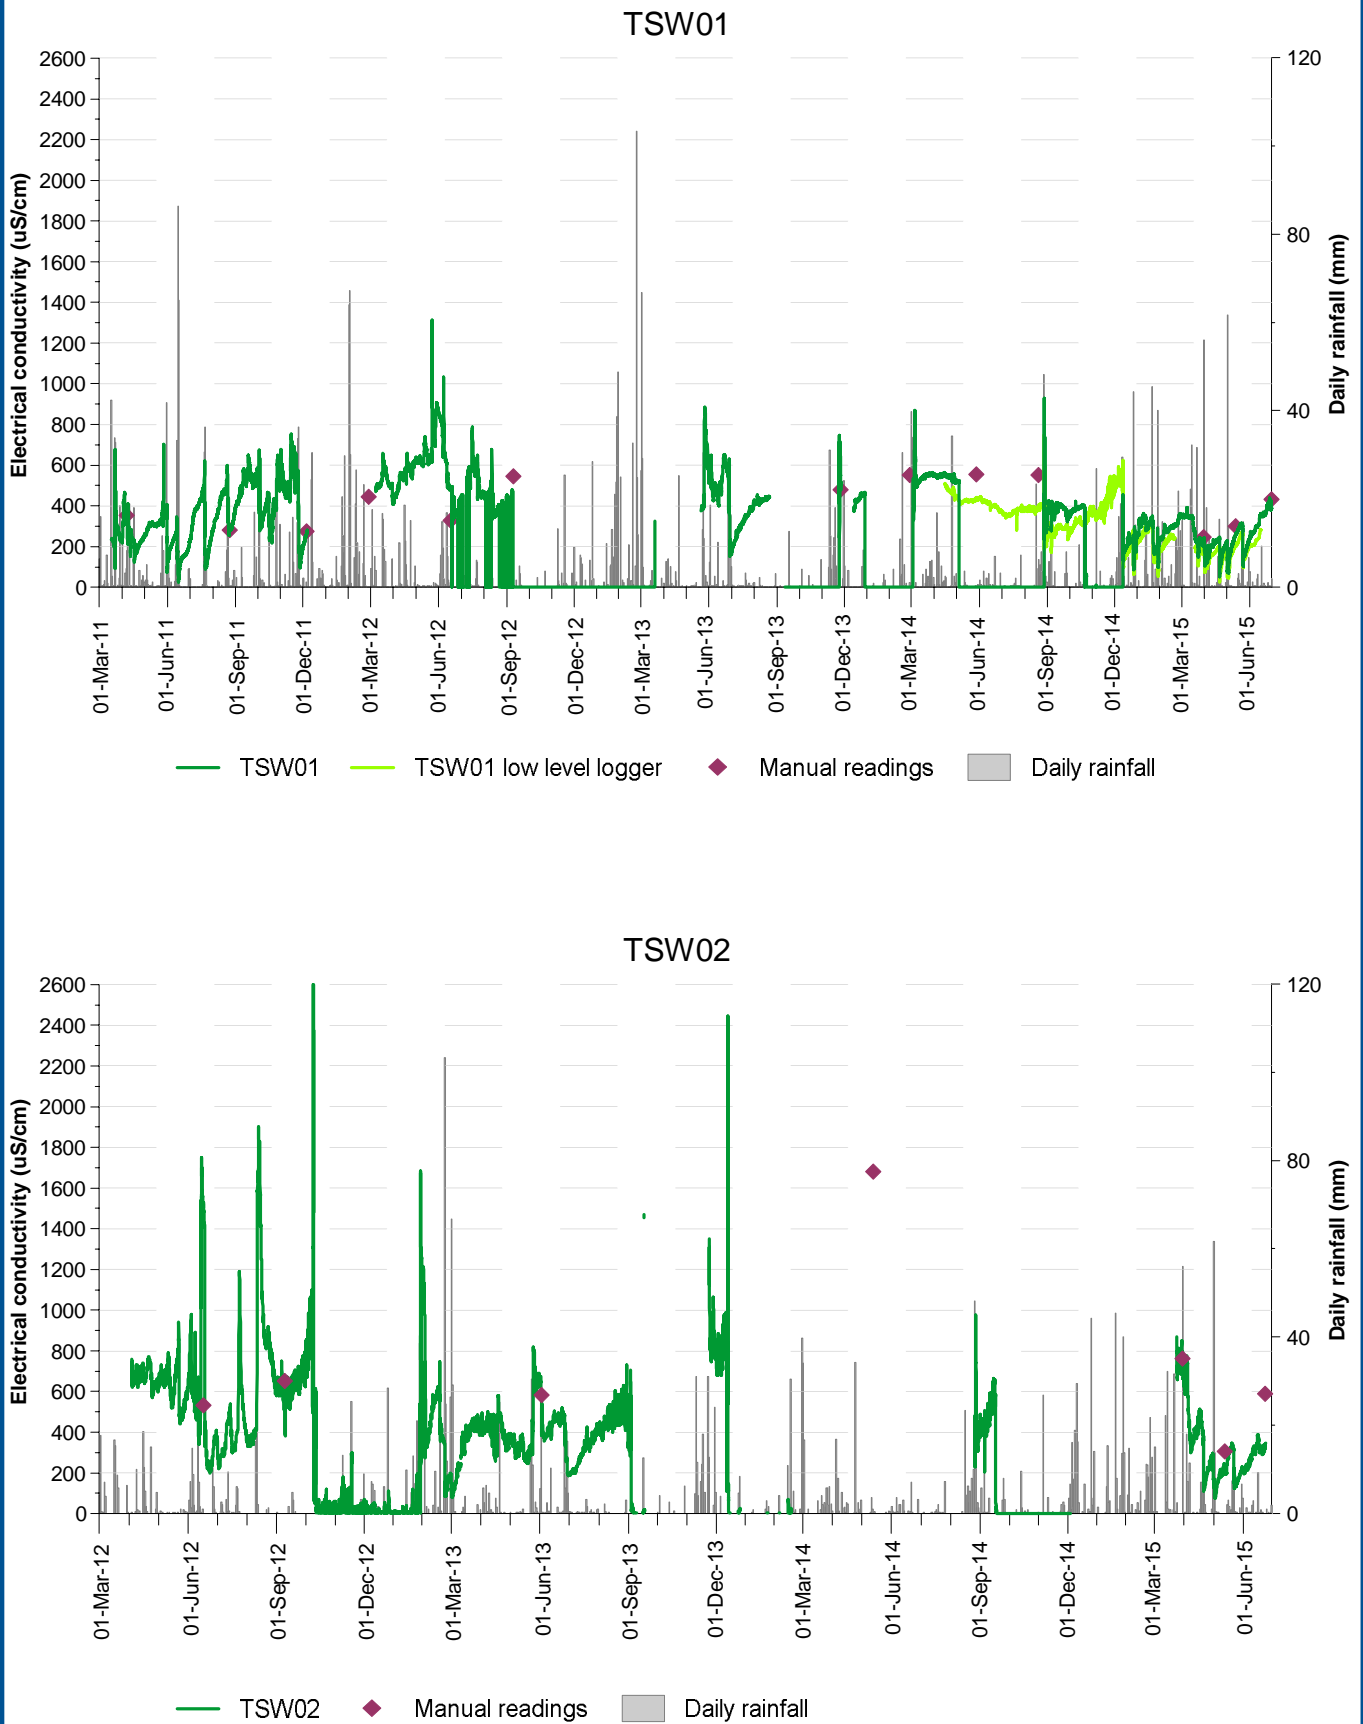 TSW01
2600
2400
2200
2000
1800
1600
1400
1200
1000
800
600
400
200
0
Electrical conductivity (uS/cm)
120
80
40
0
Daily rainfall (mm)
01-Mar-11
01-Jun-11
01-Sep-11
01-Dec-11
01-Mar-12
01-Jun-12
01-Sep-12
01-Dec-12
01-Mar-13
01-Jun-13
01-Sep-13
01-Dec-13
01-Mar-14
01-Jun-14
01-Sep-14
01-Dec-14
01-Mar-15
01-Jun-15
TSW01 TSW01 low level logger Manual readings Daily rainfall
TSW02
2600
2400
2200
2000
1800
1600
1400
1200
1000
800
600
400
200
0
Electrical conductivity (uS/cm)
120
80
40
0
Daily rainfall (mm)
01-Mar-12
01-Jun-12
01-Sep-12
01-Dec-12
01-Mar-13
01-Jun-13
01-Sep-13
01-Dec-13
01-Mar-14
01-Jun-14
01-Sep-14
01-Dec-14
01-Mar-15
01-Jun-15
TSW02 Manual readings Daily rainfall